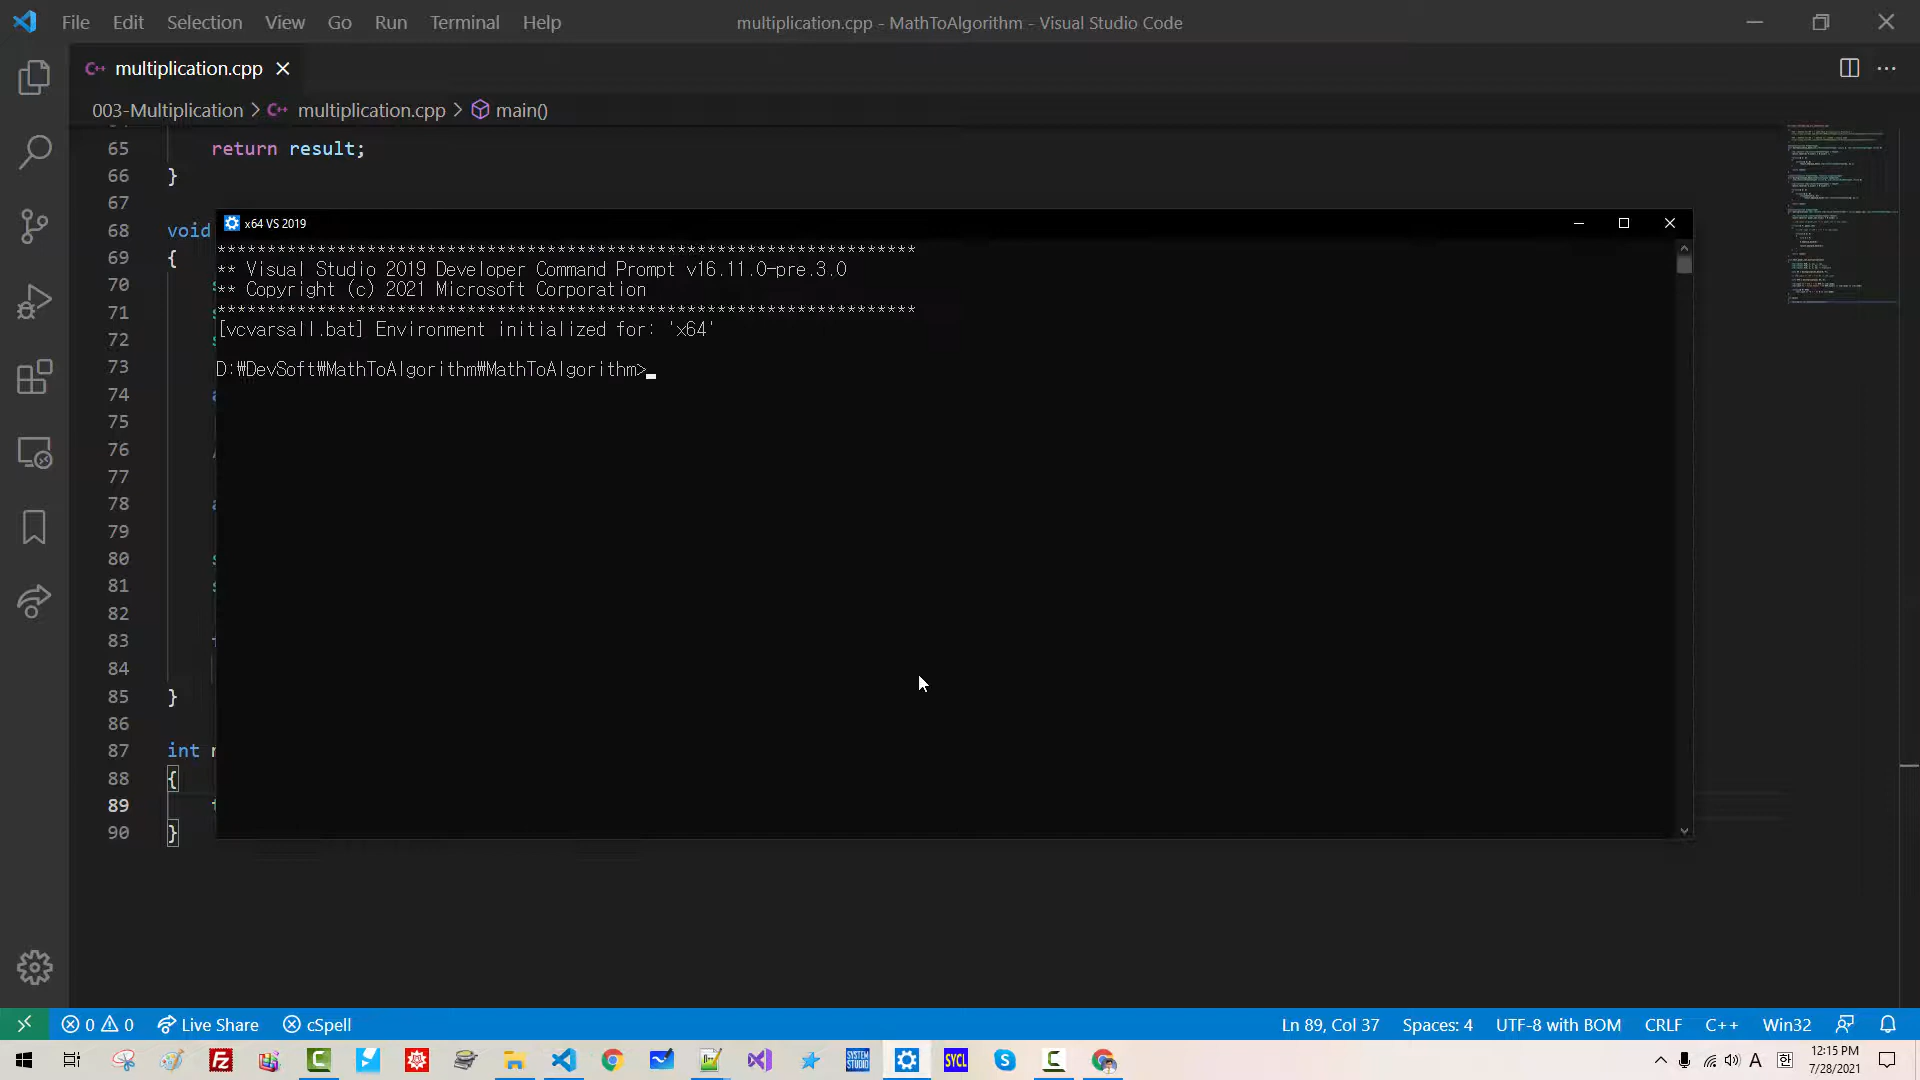 File Edit Selection View Go Run Terminal Help
multiplication.cpp - MathToAlgorithm - Visual Studio Code
multiplication.cpp
003-Multiplication > multiplication.cpp > main()
65 return result;
66 }
67
68 void
69 {
70
71
72
73
74
75
76
77
78
79
80
81
82
83
84
85 }
86
87 int
88 {
89
90 }
x64 VS 2019
**********************************************************************
** Visual Studio 2019 Developer Command Prompt v16.11.0-pre.3.0
** Copyright (c) 2021 Microsoft Corporation
**********************************************************************
[vcvarsall.bat] Environment initialized for: 'x64'
D:₩DevSoft₩MathToAlgorithm₩MathToAlgorithm>
0 0 Live Share cSpell
Ln 89, Col 37 Spaces: 4 UTF-8 with BOM CRLF C++ Win32
SYSTEM STUDIO
SYCL
A 한
12:15 PM
7/28/2021